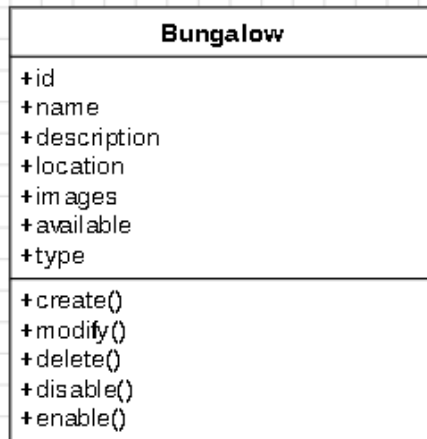 Bungalow
+id
+name
+description
+location
+images
+available
+type
+create()
+modify()
+delete()
+disable()
+enable()